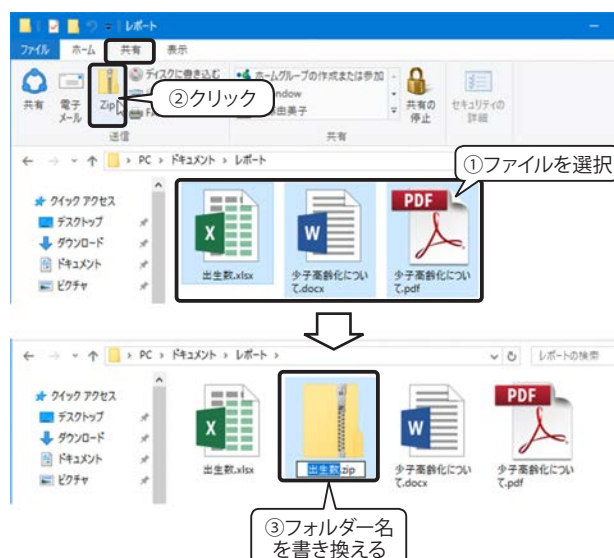 レポート
ファイル ホーム 共有 表示
共有
電子
メール
Zip
ディスクに書き込む
ホームグループの作成または参加
共有の
停止
セキュリティの
詳細
②クリック
送信
共有
PC › ドキュメント › レポート
①ファイルを選択
クイック アクセス
デスクトップ
ダウンロード
ドキュメント
ピクチャ
X
W
PDF
出生数.xlsx
少子高齢化につい
て.docx
少子高齢化につい
て.pdf
PC › ドキュメント › レポート ›
レポートの検索
クイック アクセス
デスクトップ
ダウンロード
ドキュメント
ピクチャ
X
W
PDF
出生数.xlsx
出生数.zip
少子高齢化につい
て.docx
少子高齢化につい
て.pdf
③フォルダー名
を書き換える